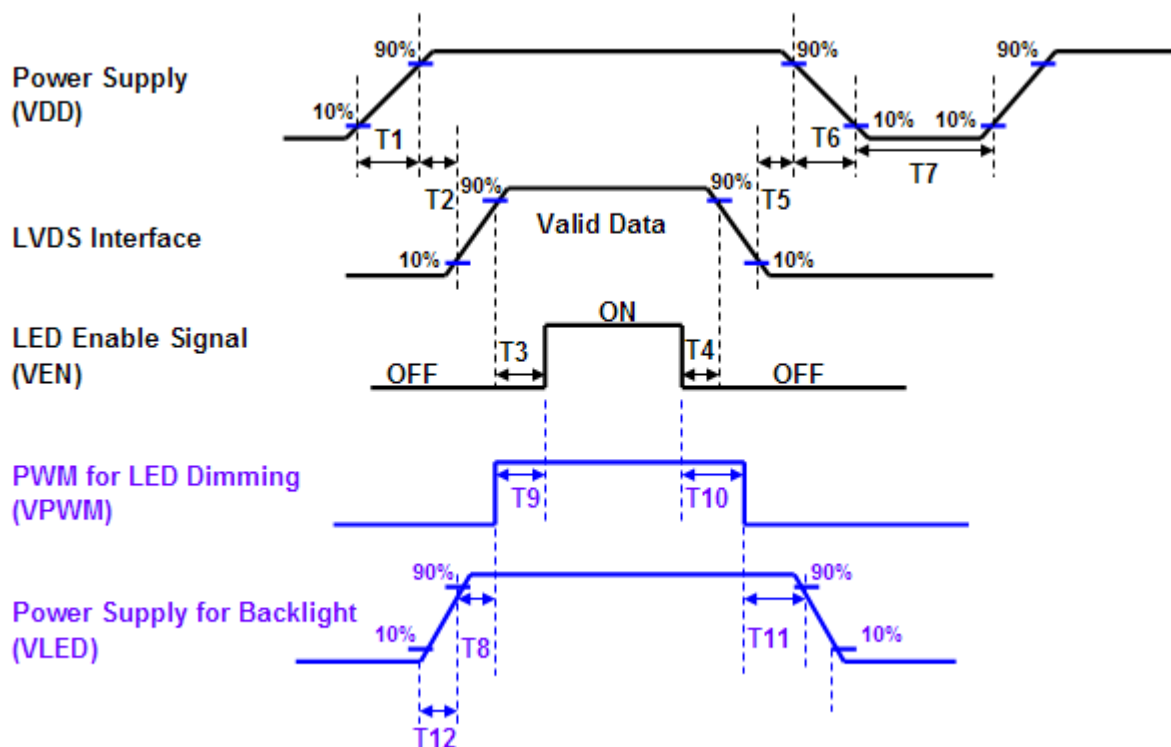 Power Supply
(VDD)
90%
10%
T1
90%
T6
10%
10%
90%
T7
LVDS Interface
T2
90%
Valid Data
90%
T5
10%
10%
LED Enable Signal
(VEN)
OFF
T3
ON
T4
OFF
PWM for LED Dimming
(VPWM)
T9
T10
Power Supply for Backlight
(VLED)
90%
10%
T8
T12
T11
90%
10%